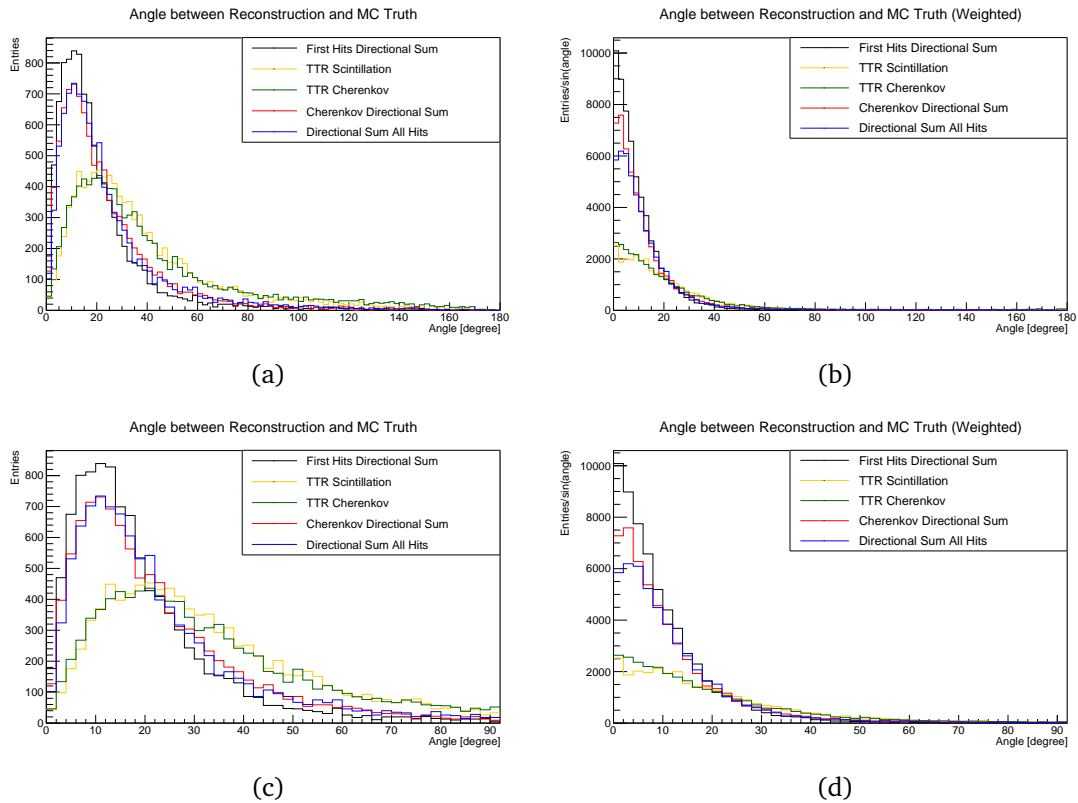 Angle between Reconstruction and MC Truth
Entries
800
700
600
500
400
300
200
100
0
0 20 40 60 80 100 120 140 160 180
Angle [degree]
First Hits Directional Sum
TTR Scintillation
TTR Cherenkov
Cherenkov Directional Sum
Directional Sum All Hits
(a)
Angle between Reconstruction and MC Truth (Weighted)
Entries/sin(angle)
10000
8000
6000
4000
2000
0
0 20 40 60 80 100 120 140 160 180
Angle [degree]
First Hits Directional Sum
TTR Scintillation
TTR Cherenkov
Cherenkov Directional Sum
Directional Sum All Hits
(b)
Angle between Reconstruction and MC Truth
Entries
800
700
600
500
400
300
200
100
0
0 10 20 30 40 50 60 70 80 90
Angle [degree]
First Hits Directional Sum
TTR Scintillation
TTR Cherenkov
Cherenkov Directional Sum
Directional Sum All Hits
(c)
Angle between Reconstruction and MC Truth (Weighted)
Entries/sin(angle)
10000
8000
6000
4000
2000
0
0 10 20 30 40 50 60 70 80 90
Angle [degree]
First Hits Directional Sum
TTR Scintillation
TTR Cherenkov
Cherenkov Directional Sum
Directional Sum All Hits
(d)